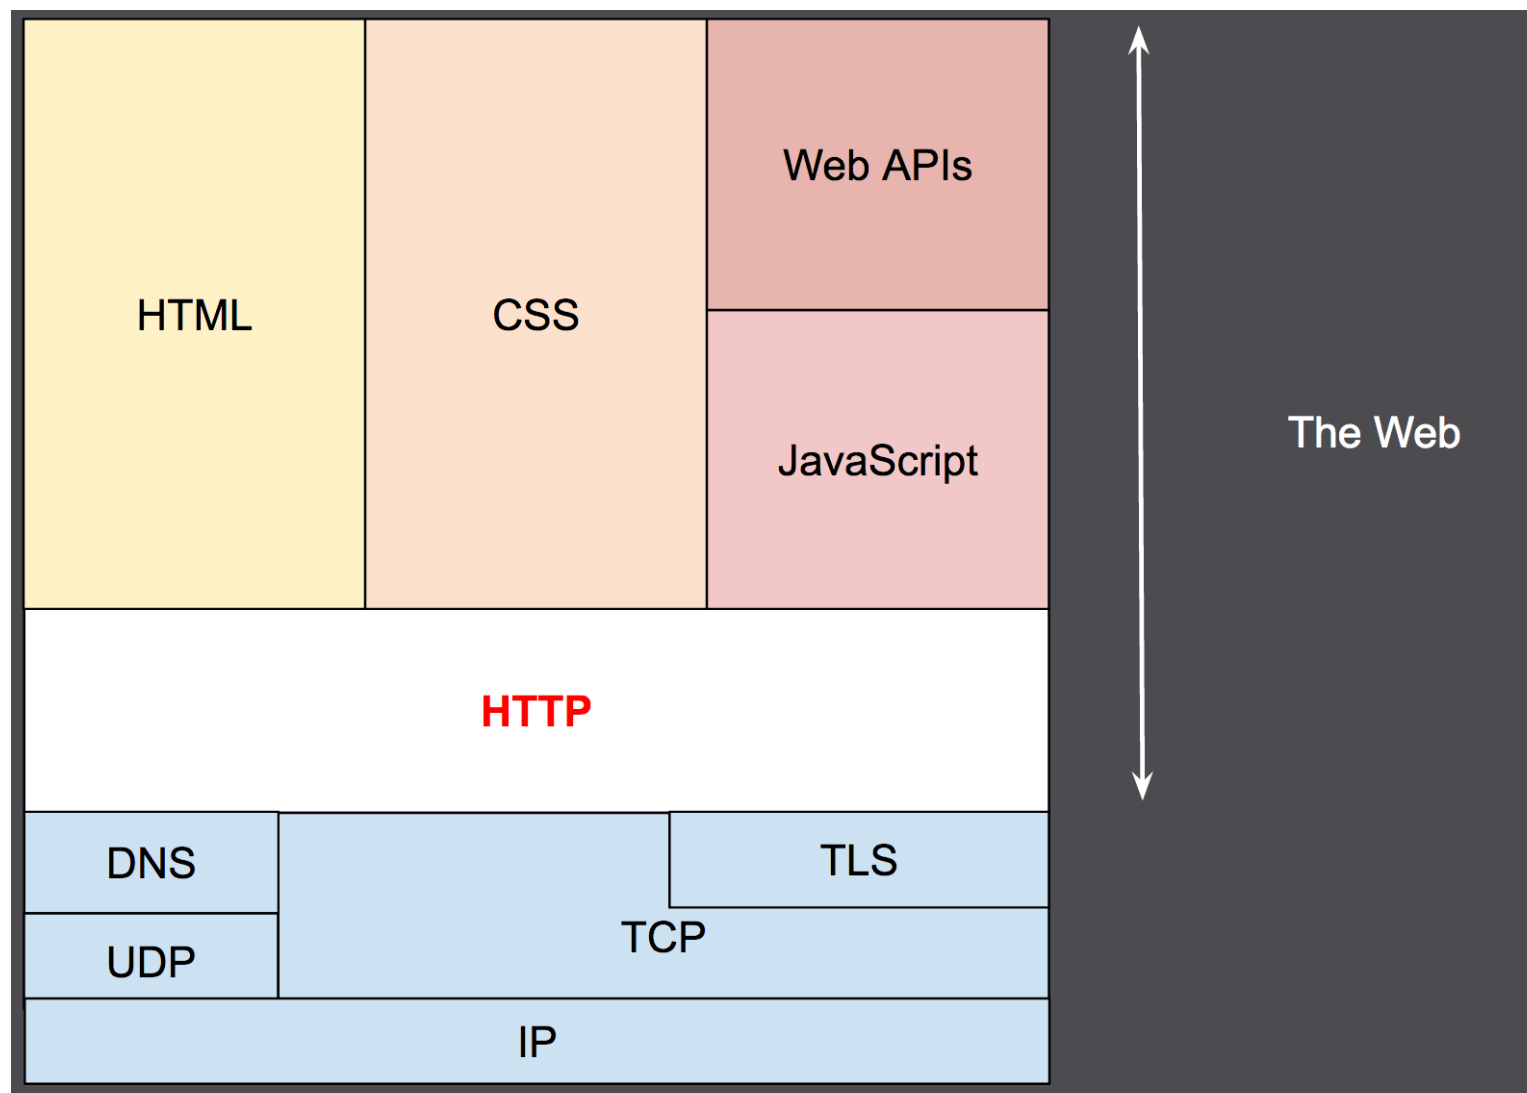 Web APIs
HTML
CSS
The Web
JavaScript
HTTP
DNS
TLS
TCP
UDP
IP